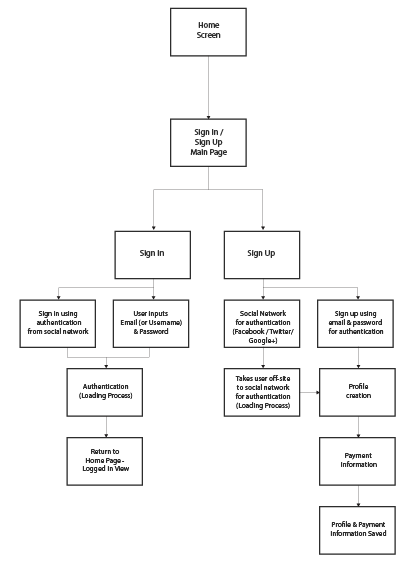 Home
Screen
Sign In /
Sign Up
Main Page
Sign In
Sign Up
Sign in using
authentication
from social network
User inputs
Email (or Username)
& Password
Social Network
for authentication
(Facebook / Twitter/
Google+)
Sign up using
email & password
for authentication
Authentication
(Loading Process)
Takes user off-site
to social network
for authentication
(Loading Process)
Profile
creation
Return to
Home Page -
Logged In View
Payment
Information
Profile & Payment
Information Saved